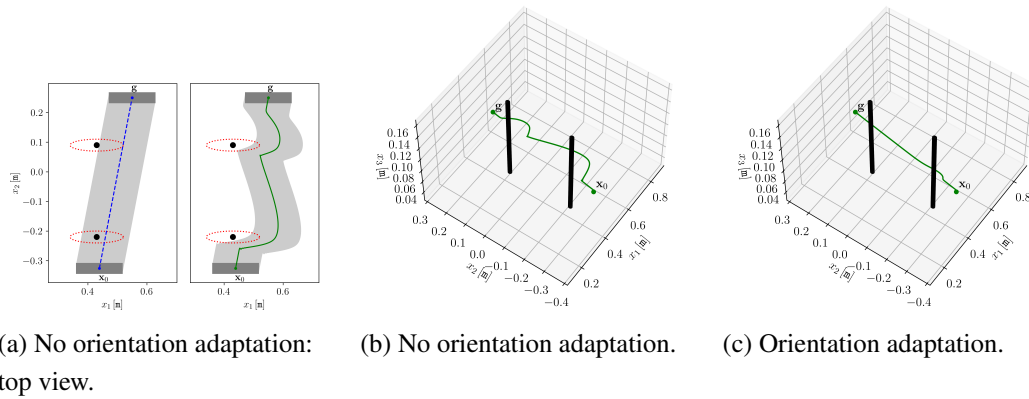 g
g
0.2
0.1
0.0
−0.1
−0.2
−0.3
x₂ [m]
x₀
x₀
0.4
0.6
0.4
0.6
x₁ [m]
x₁ [m]
g
x₀
0.16
0.14
0.12
0.10
0.08
0.06
0.04
x₃ [m]
0.3
0.2
0.1
0.0
−0.1
−0.2
−0.3
−0.4
x₂ [m]
0.2
0.4
0.6
0.8
x₁ [m]
g
x₀
0.16
0.14
0.12
0.10
0.08
0.06
0.04
x₃ [m]
0.3
0.2
0.1
0.0
−0.1
−0.2
−0.3
−0.4
x₂ [m]
0.2
0.4
0.6
0.8
x₁ [m]
(a) No orientation adaptation:
top view.
(b) No orientation adaptation.
(c) Orientation adaptation.